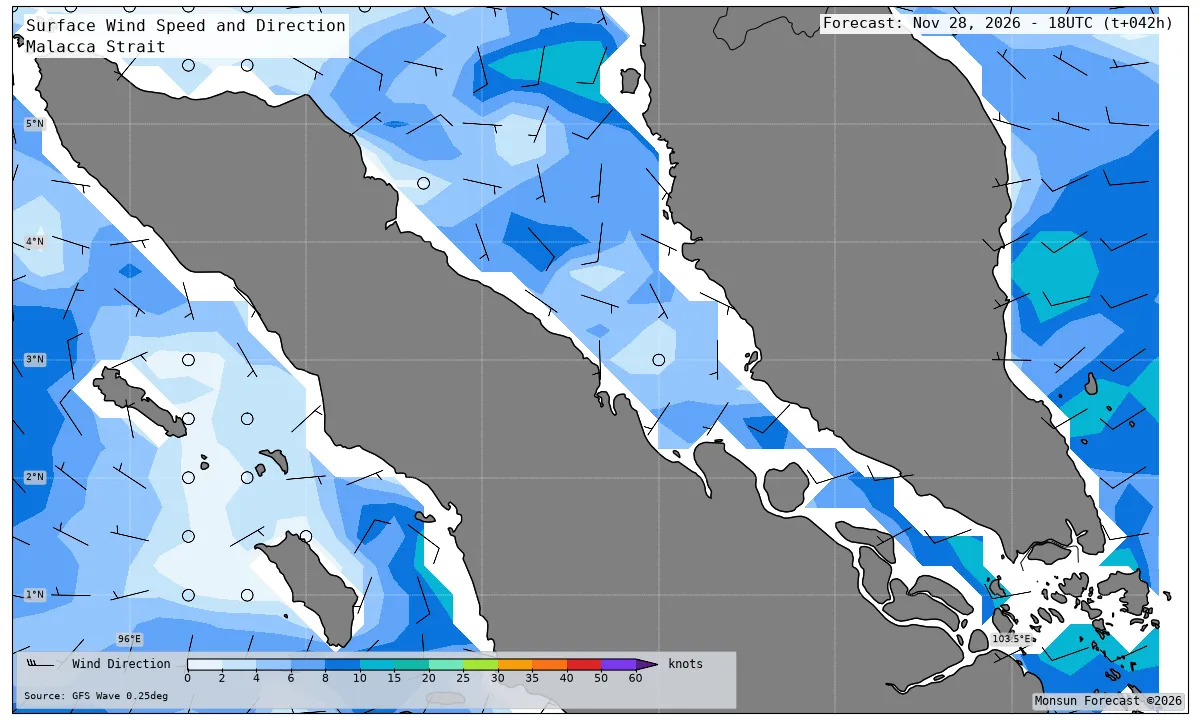 Surface Wind Speed and Direction
Malacca Strait
Forecast: Nov 28, 2026 - 18UTC (t+042h)
5°N
4°N
3°N
2°N
1°N
96°E
103.5°E
Wind Direction
0 2 4 6 8 10 15 20 25 30 35 40 50 60
knots
Source: GFS Wave 0.25deg
Monsun Forecast ©2026